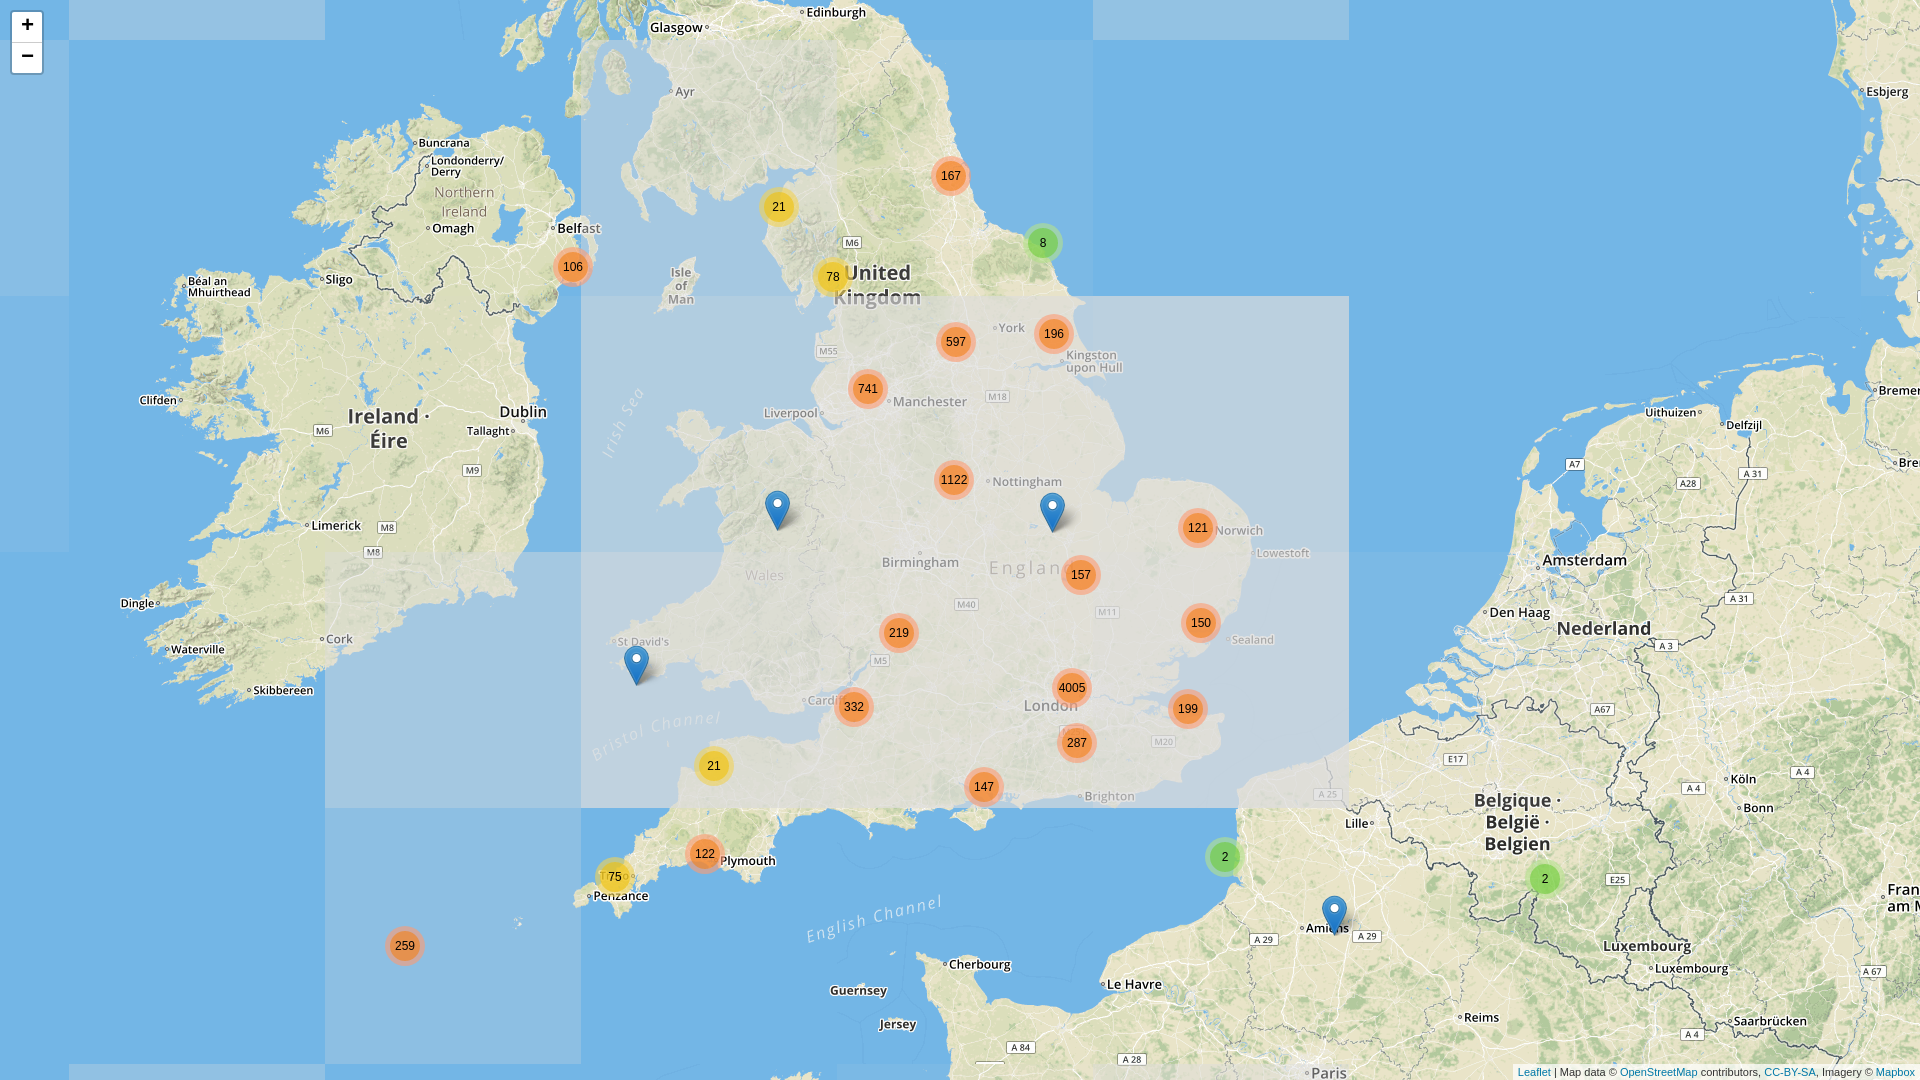 +
−
Edinburgh
Glasgow
Ayr
Esbjerg
Buncrana
Londonderry/
Derry
Northern
Ireland
Omagh
Belfast
167
21
8
M6
106
78
United
Kingdom
Isle
of
Man
Béal an
Mhuirthead
Sligo
York
196
597
M55
Kingston
upon Hull
741
Manchester
M18
Liverpool
Irish Sea
Clifden
Ireland ·
Éire
Dublin
Tallaght
M6
M9
Uithuizen
Delfzijl
A7
A 31
A28
1122
Nottingham
Limerick
M8
M8
121
Norwich
Lowestoft
Birmingham
Wales
157
Amsterdam
Dingle
M40
M11
Den Haag
A 31
Nederland
A 3
Cork
St David's
219
150
Sealand
Waterville
Skibbereen
M5
4005
London
199
332
A67
Bristol Channel
287
M20
E17
21
147
Brighton
A 25
Köln
A 4
A 4
Bonn
Belgique ·
België ·
Belgien
Lille
122
Plymouth
75
Penzance
2
2
E25
English Channel
259
A 29
A 29
Luxembourg
Luxembourg
A 67
Cherbourg
Le Havre
Guernsey
Jersey
Reims
Saarbrücken
A 84
A 28
A 4
Paris
Leaflet | Map data © OpenStreetMap contributors, CC-BY-SA, Imagery © Mapbox